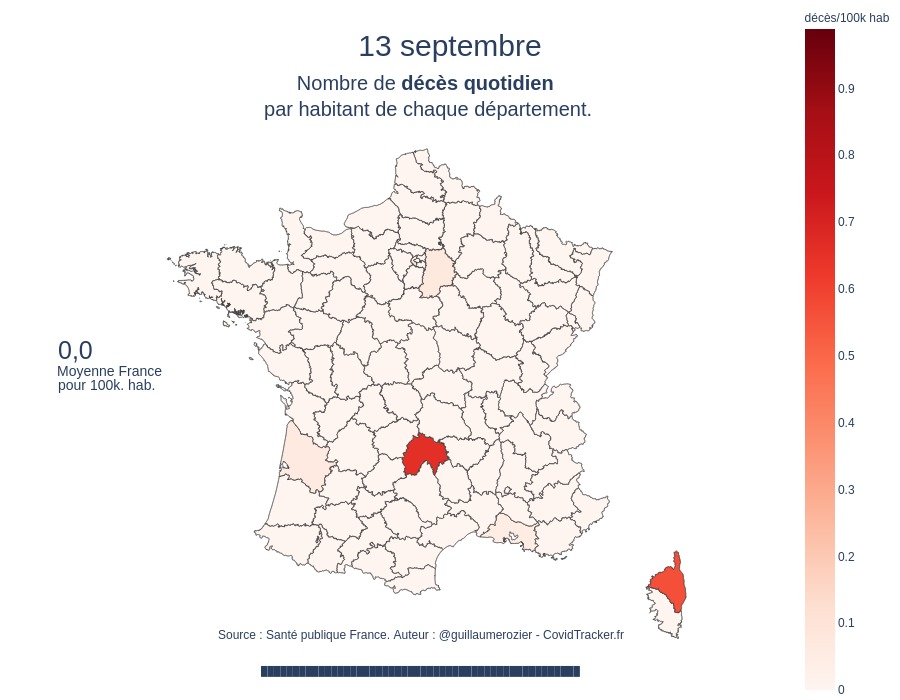 décès/100k hab
13 septembre
Nombre de décès quotidien
par habitant de chaque département.
0.9
0.8
0.7
0.6
0.5
0.4
0.3
0.2
0.1
0
0,0
Moyenne France
pour 100k. hab.
Source : Santé publique France. Auteur : @guillaumerozier - CovidTracker.fr